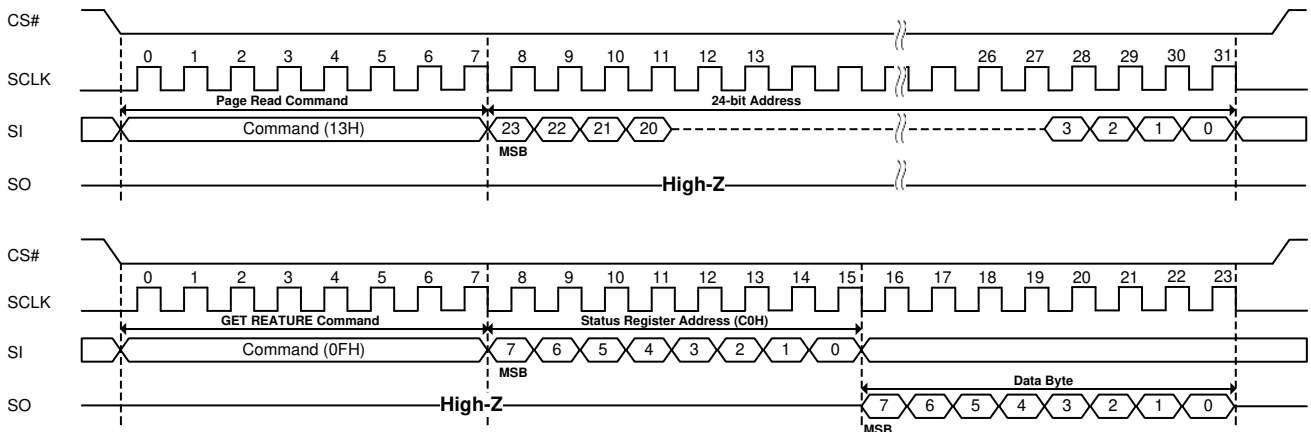 CS#
0 1 2 3 4 5 6 7 8 9 10 11 12 13 26 27 28 29 30 31
SCLK
Page Read Command 24-bit Address
SI Command (13H) 23 22 21 20 3 2 1 0
MSB
SO High-Z
CS#
0 1 2 3 4 5 6 7 8 9 10 11 12 13 14 15 16 17 18 19 20 21 22 23
SCLK
GET REATURE Command Status Register Address (C0H)
SI Command (0FH) 7 6 5 4 3 2 1 0
MSB
Data Byte
SO High-Z 7 6 5 4 3 2 1 0
MSB